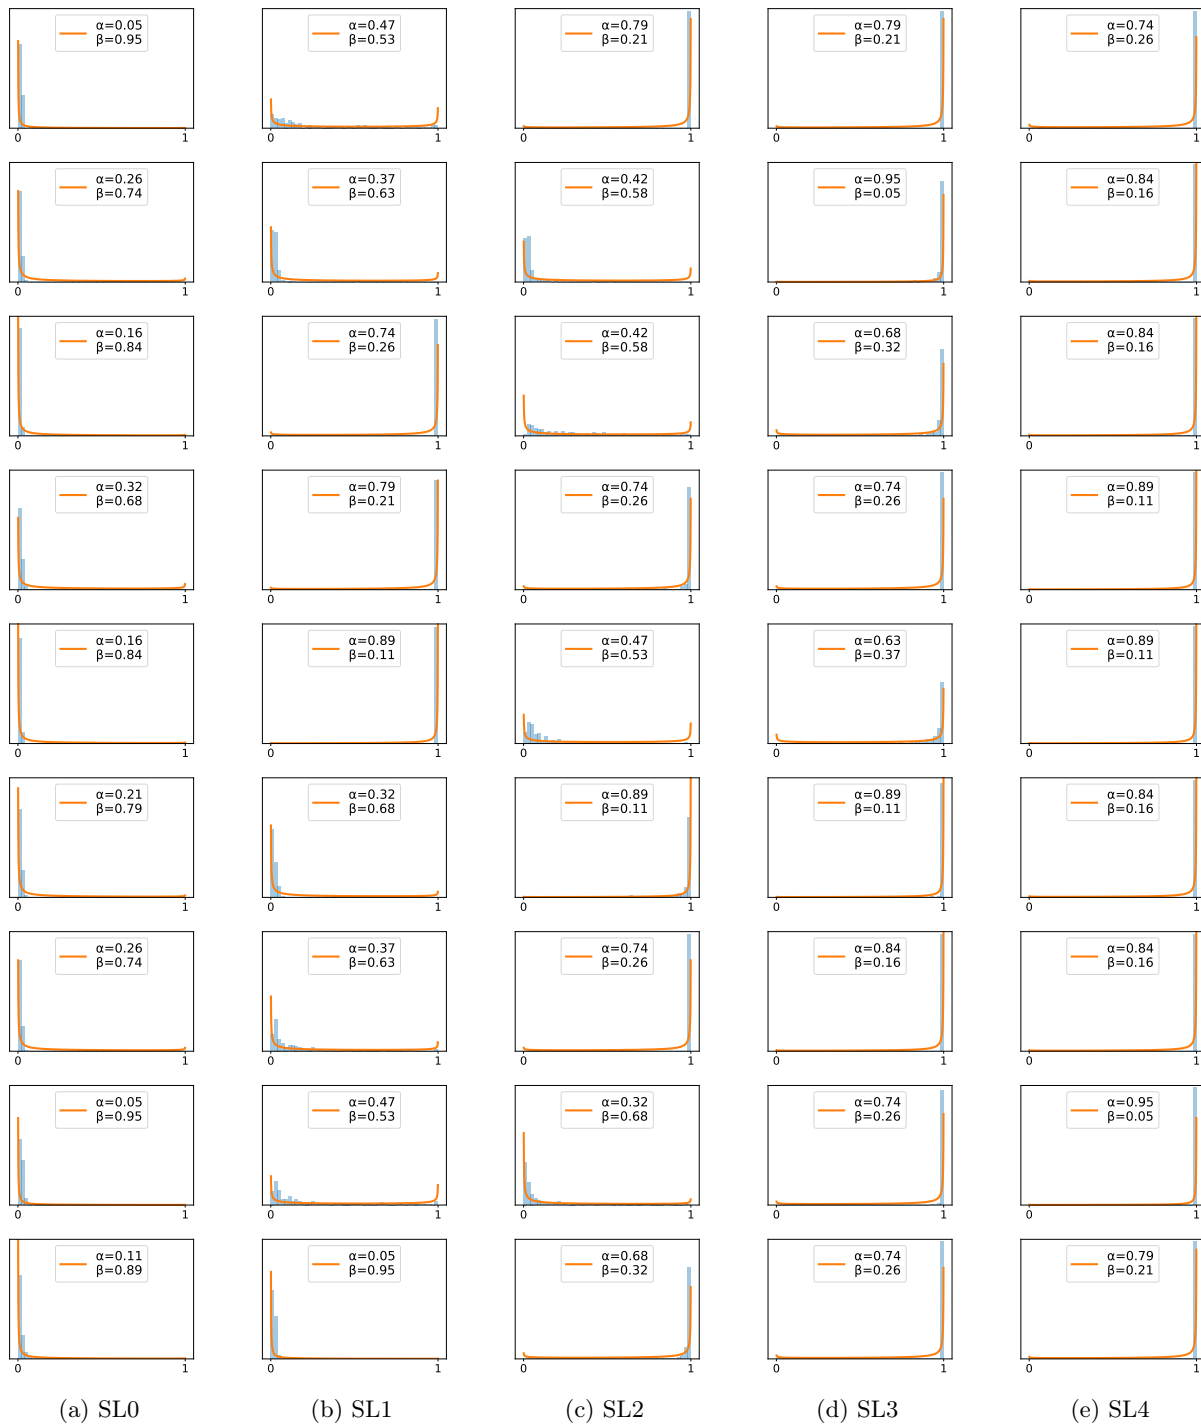 α=0.05
β=0.95
α=0.47
β=0.53
α=0.79
β=0.21
α=0.79
β=0.21
α=0.74
β=0.26
0 1 0 1 0 1 0 1 0 1
α=0.26
β=0.74
α=0.37
β=0.63
α=0.42
β=0.58
α=0.95
β=0.05
α=0.84
β=0.16
0 1 0 1 0 1 0 1 0 1
α=0.16
β=0.84
α=0.74
β=0.26
α=0.42
β=0.58
α=0.68
β=0.32
α=0.84
β=0.16
0 1 0 1 0 1 0 1 0 1
α=0.32
β=0.68
α=0.79
β=0.21
α=0.74
β=0.26
α=0.74
β=0.26
α=0.89
β=0.11
0 1 0 1 0 1 0 1 0 1
α=0.16
β=0.84
α=0.89
β=0.11
α=0.47
β=0.53
α=0.63
β=0.37
α=0.89
β=0.11
0 1 0 1 0 1 0 1 0 1
α=0.21
β=0.79
α=0.32
β=0.68
α=0.89
β=0.11
α=0.89
β=0.11
α=0.84
β=0.16
0 1 0 1 0 1 0 1 0 1
α=0.26
β=0.74
α=0.37
β=0.63
α=0.74
β=0.26
α=0.84
β=0.16
α=0.84
β=0.16
0 1 0 1 0 1 0 1 0 1
α=0.05
β=0.95
α=0.47
β=0.53
α=0.32
β=0.68
α=0.74
β=0.26
α=0.95
β=0.05
0 1 0 1 0 1 0 1 0 1
α=0.11
β=0.89
α=0.05
β=0.95
α=0.68
β=0.32
α=0.74
β=0.26
α=0.79
β=0.21
0 1 0 1 0 1 0 1 0 1
(a) SL0 (b) SL1 (c) SL2 (d) SL3 (e) SL4